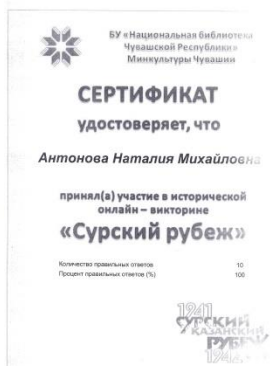 БУ «Национальная библиотека
Чувашской Республики»
Минкультуры Чувашии
СЕРТИФИКАТ
удостоверяет, что
Антонова Наталия Михайловна
принял(а) участие в исторической
онлайн – викторине
«Сурский рубеж»
Количество правильных ответов 10
Процент правильных ответов (%) 100
1941
СУРСКИЙ
КАЗАНСКИЙ
РУБЕЖ